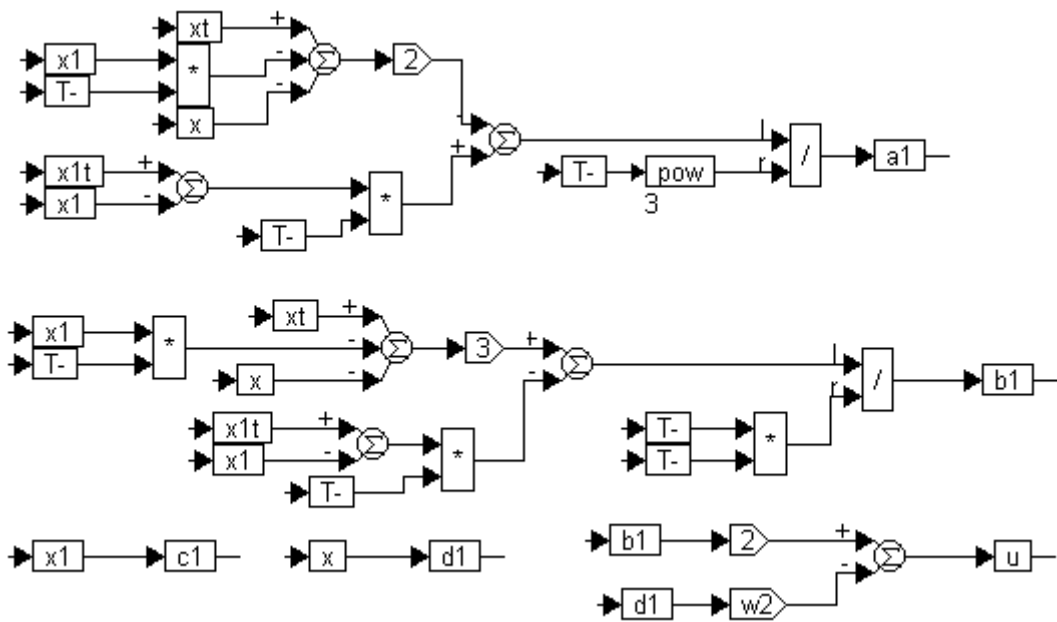 xt +
x1 * - Σ 2
T- -
x - Σ l / a1
x1t + Σ * + T- pow r
x1 - 3
T-
xt +
x1 * - Σ 3 + Σ l / b1
T- x - - r
x1t + Σ * T- *
x1 - T-
T-
x1 c1 x d1 b1 2 + Σ u
d1 w2 -